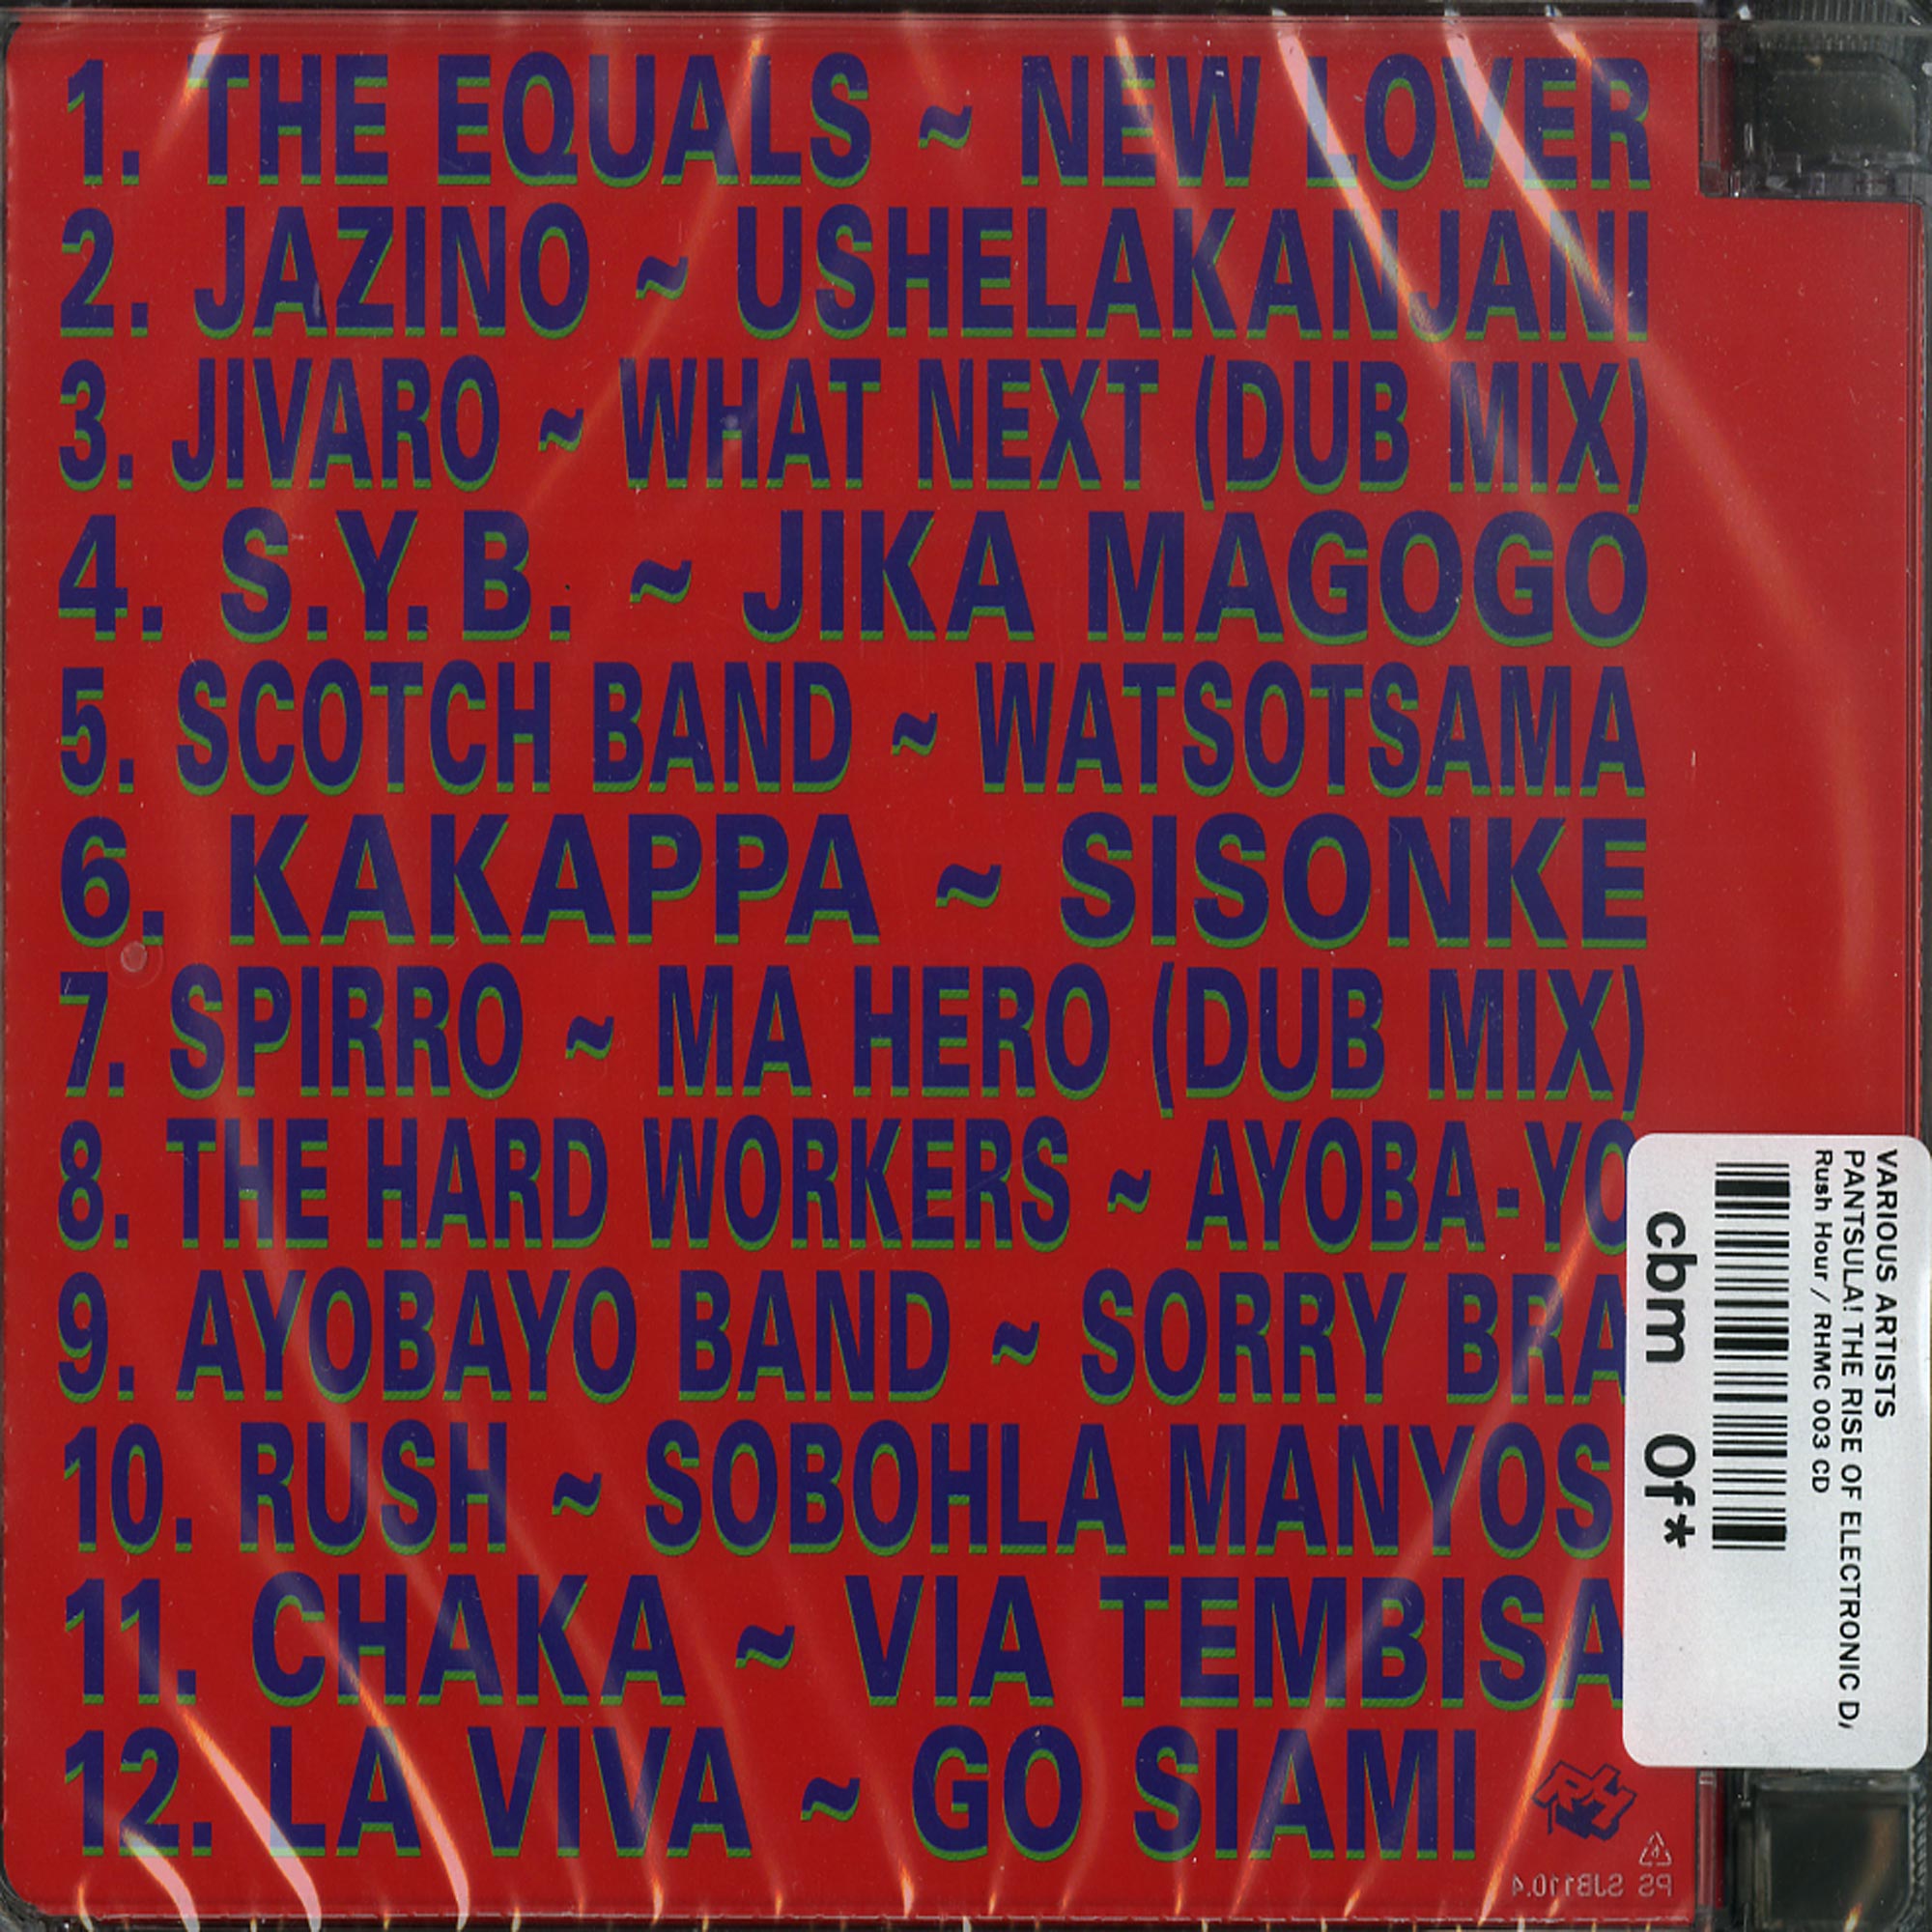 1. THE EQUALS ~ NEW LOVER
2. JAZINO ~ USHELAKANJANI
3. JIVARO ~ WHAT NEXT (DUB MIX)
4. S.Y.B. ~ JIKA MAGOGO
5. SCOTCH BAND ~ WATSOTSAMA
6. KAKAPPA ~ SISONKE
7. SPIRRO ~ MA HERO (DUB MIX)
8. THE HARD WORKERS ~ AYOBA-YO
9. AYOBAYO BAND ~ SORRY BRA
10. RUSH ~ SOBOHLA MANYOS
11. CHAKA ~ VIA TEMBISA
12. LA VIVA ~ GO SIAMI
RH
PS SJB110.4
VARIOUS ARTISTS
PANTSULA! THE RISE OF ELECTRONIC D
Rush Hour / RHMC 003 CD
cbm 0f*